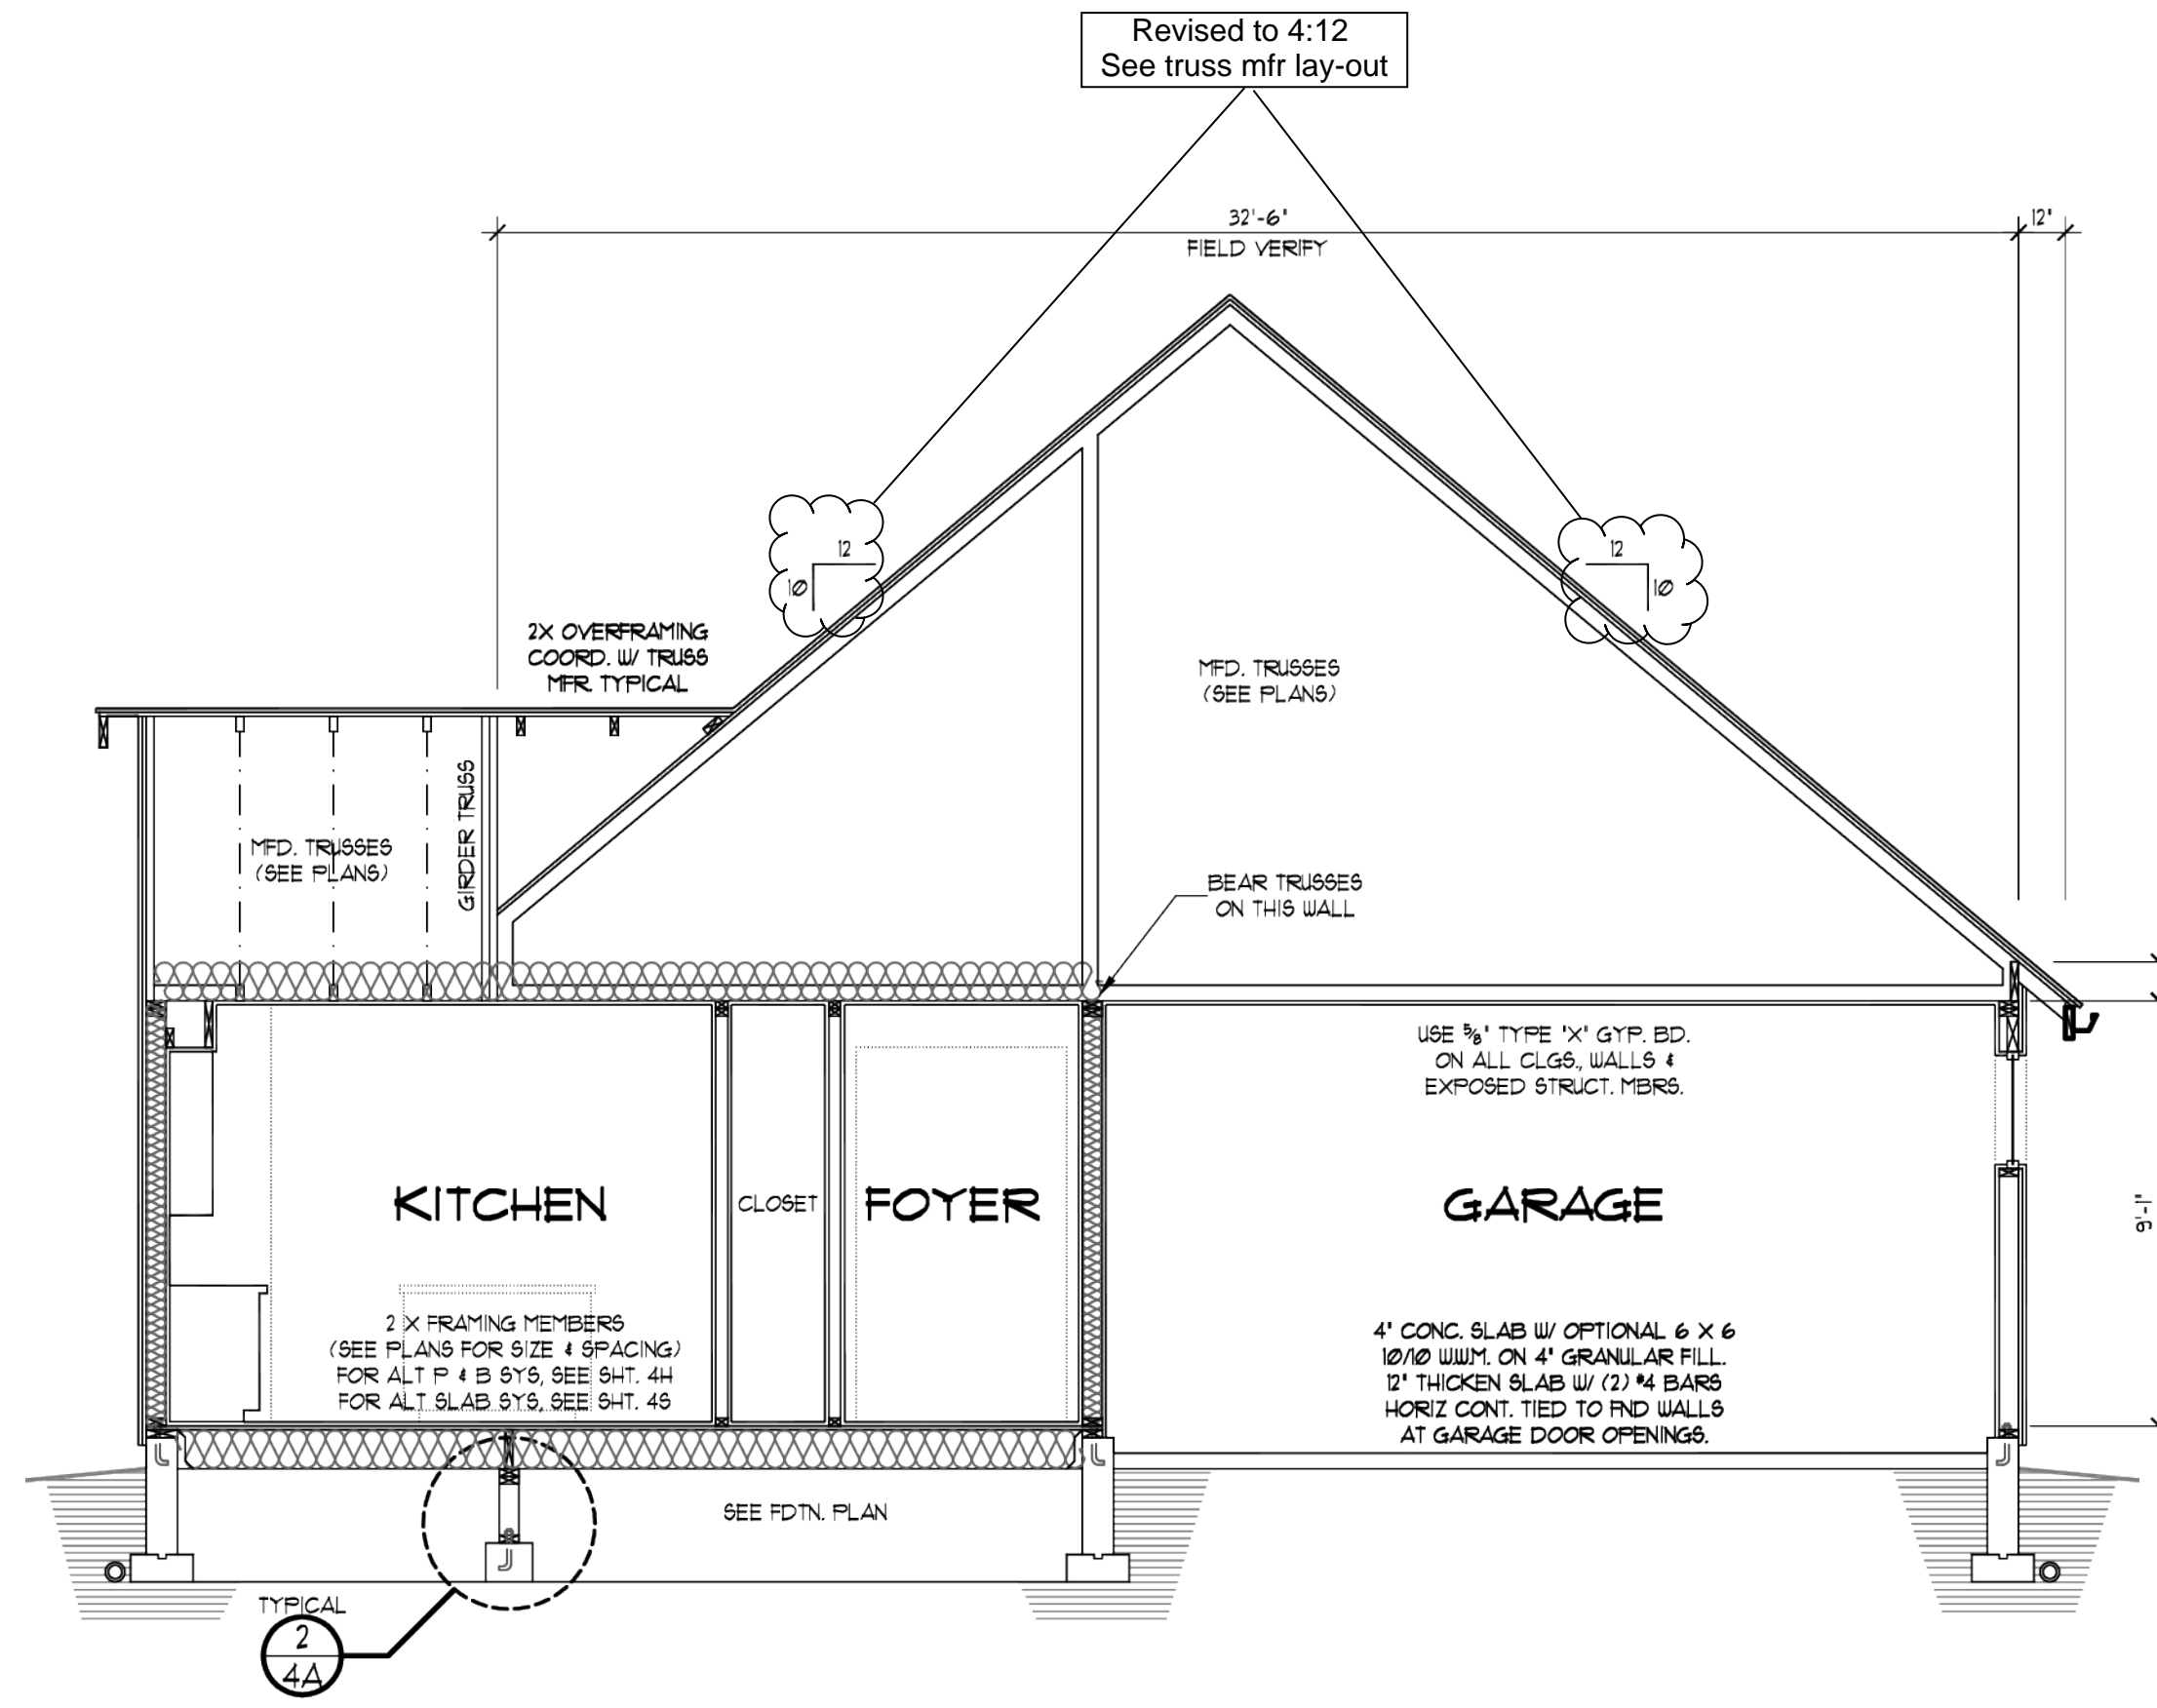 Revised to 4:12
See truss mfr lay-out
32'-6"
12"
FIELD VERIFY
12
10
12
10
2X OVERFRAMING
COORD. W/ TRUSS
MFR. TYPICAL
MFD. TRUSSES
(SEE PLANS)
GIRDER TRUSS
MFD. TRUSSES
(SEE PLANS)
BEAR TRUSSES
ON THIS WALL
USE 5/8" TYPE 'X' GYP. BD.
ON ALL CLGS., WALLS &
EXPOSED STRUCT. MBRS.
KITCHEN
CLOSET
FOYER
GARAGE
9'-1"
2 X FRAMING MEMBERS
(SEE PLANS FOR SIZE & SPACING)
FOR ALT P & B SYS, SEE SHT. 4H
FOR ALT SLAB SYS, SEE SHT. 4S
4" CONC. SLAB W/ OPTIONAL 6 X 6
10/10 W.W.M. ON 4" GRANULAR FILL.
12" THICKEN SLAB W/ (2) #4 BARS
HORIZ CONT. TIED TO FND WALLS
AT GARAGE DOOR OPENINGS.
SEE FDTN. PLAN
TYPICAL
2
4A